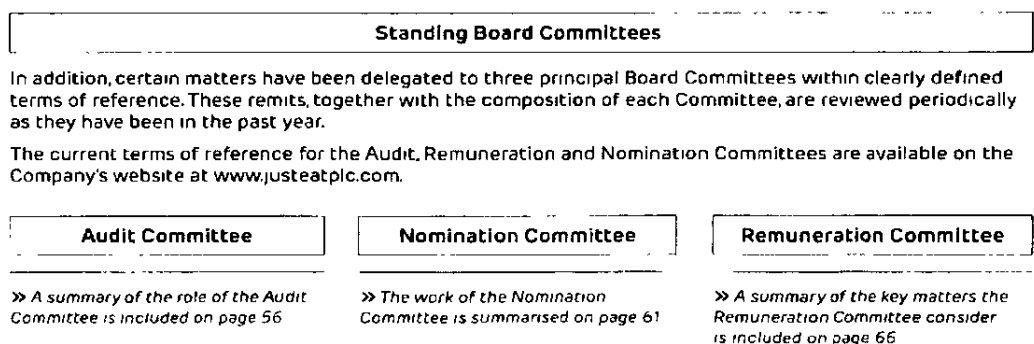 Standing Board Committees
In addition, certain matters have been delegated to three principal Board Committees within clearly defined
terms of reference. These remits, together with the composition of each Committee, are reviewed periodically
as they have been in the past year.
The current terms of reference for the Audit, Remuneration and Nomination Committees are available on the
Company's website at www.justeatplc.com.
Audit Committee
» A summary of the role of the Audit
Committee is included on page 56
Nomination Committee
» The work of the Nomination
Committee is summarised on page 61
Remuneration Committee
» A summary of the key matters the
Remuneration Committee consider
is included on page 66